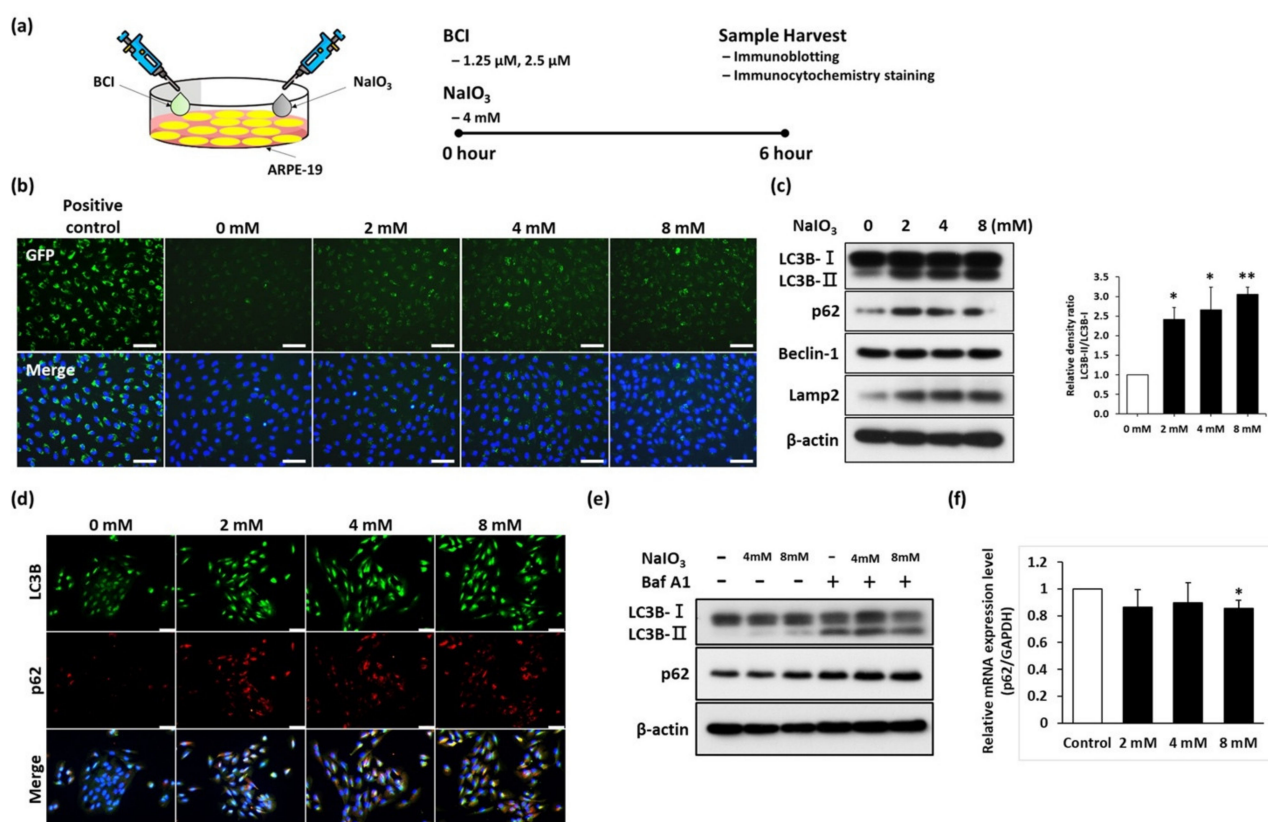 (a)
BCI
NaIO₃
ARPE-19
BCI
– 1.25 μM, 2.5 μM
NaIO₃
– 4 mM
0 hour
6 hour
Sample Harvest
– Immunoblotting
– Immunocytochemistry staining
(b)
Positive control
0 mM 2 mM 4 mM 8 mM
GFP
Merge
(c)
NaIO₃ 0 2 4 8 (mM)
LC3B- Ⅰ
LC3B-Ⅱ
p62
Beclin-1
Lamp2
β-actin
Relative density ratio
LC3B-II/LC3B-I
3.5
3.0
2.5
2.0
1.5
1.0
0.5
0.0
* * **
0 mM 2 mM 4 mM 8 mM
(d)
0 mM 2 mM 4 mM 8 mM
LC3B
p62
Merge
(e)
NaIO₃ – 4mM 8mM – 4mM 8mM
Baf A1 – – – + + +
LC3B- Ⅰ
LC3B-Ⅱ
p62
β-actin
(f)
Relative mRNA expression level
(p62/GAPDH)
1.2
1
0.8
0.6
0.4
0.2
0
*
Control 2 mM 4 mM 8 mM